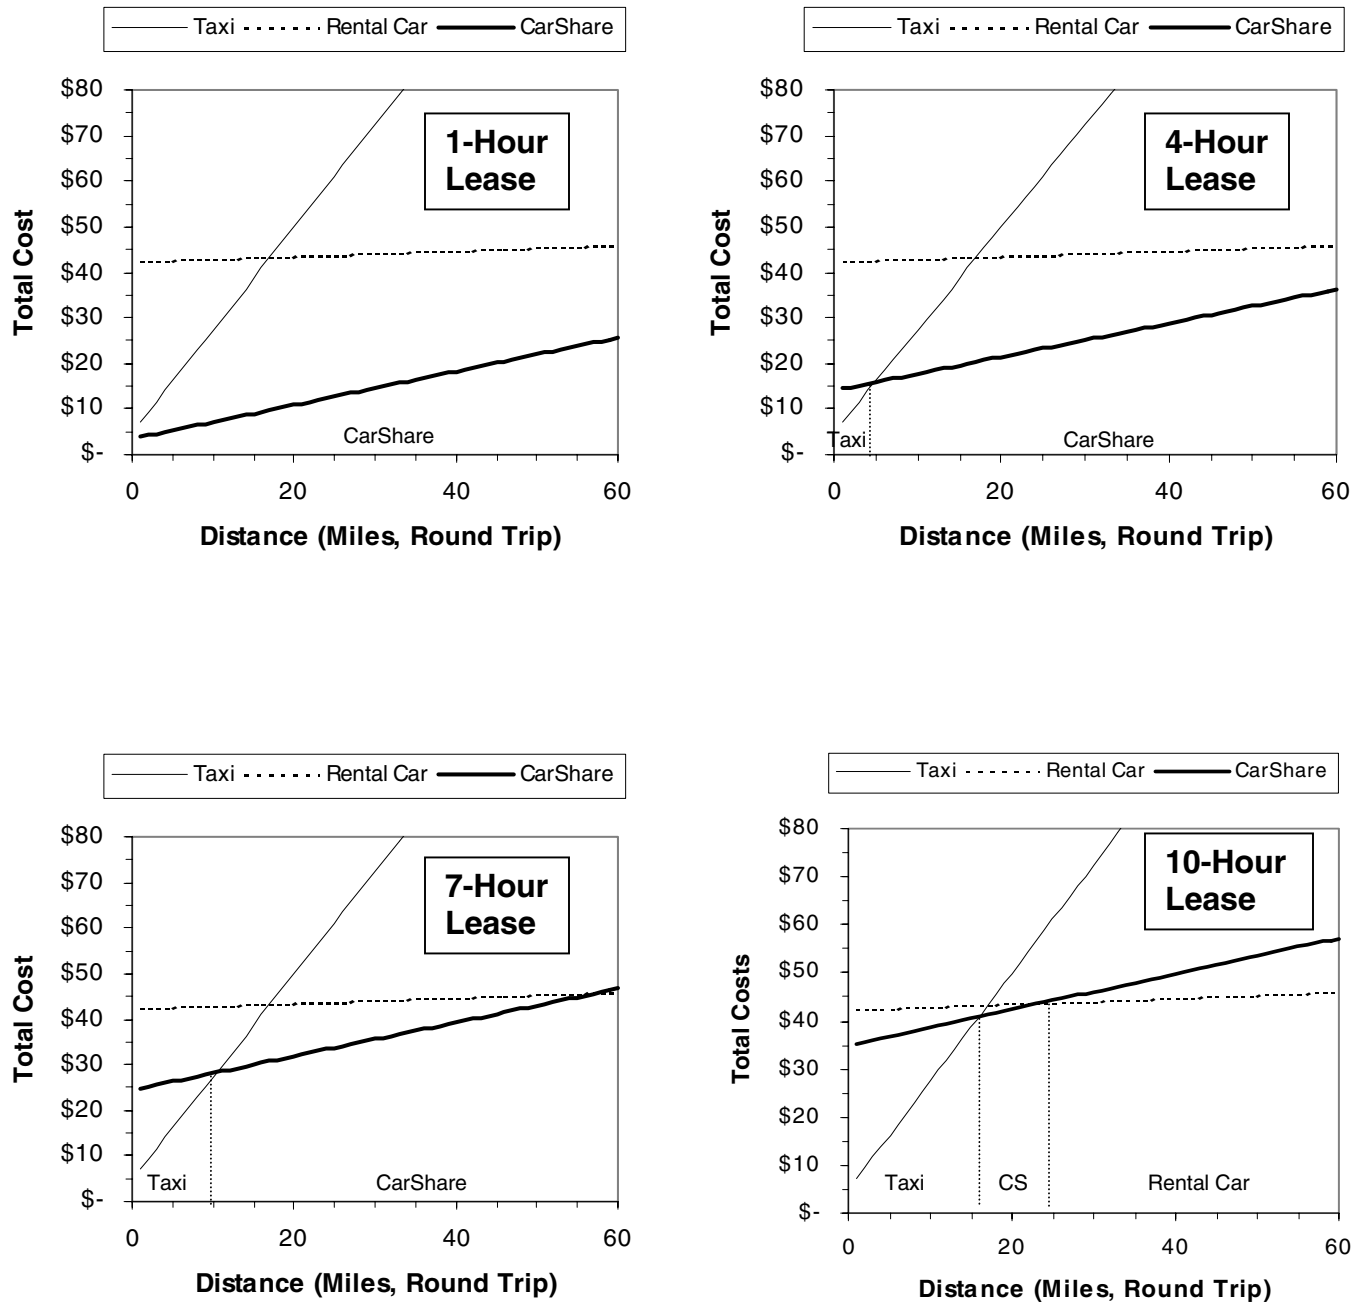 Taxi Rental Car CarShare
$80
$70
$60
$50
$40
$30
$20
$10
$-
Total Cost
1-Hour
Lease
CarShare
0 20 40 60
Distance (Miles, Round Trip)
Taxi Rental Car CarShare
$80
$70
$60
$50
$40
$30
$20
$10
$-
Total Cost
4-Hour
Lease
Taxi CarShare
0 20 40 60
Distance (Miles, Round Trip)
Taxi Rental Car CarShare
$80
$70
$60
$50
$40
$30
$20
$10
$-
Total Cost
7-Hour
Lease
Taxi CarShare
0 20 40 60
Distance (Miles, Round Trip)
Taxi Rental Car CarShare
$80
$70
$60
$50
$40
$30
$20
$10
$-
Total Costs
10-Hour
Lease
Taxi CS Rental Car
0 20 40 60
Distance (Miles, Round Trip)